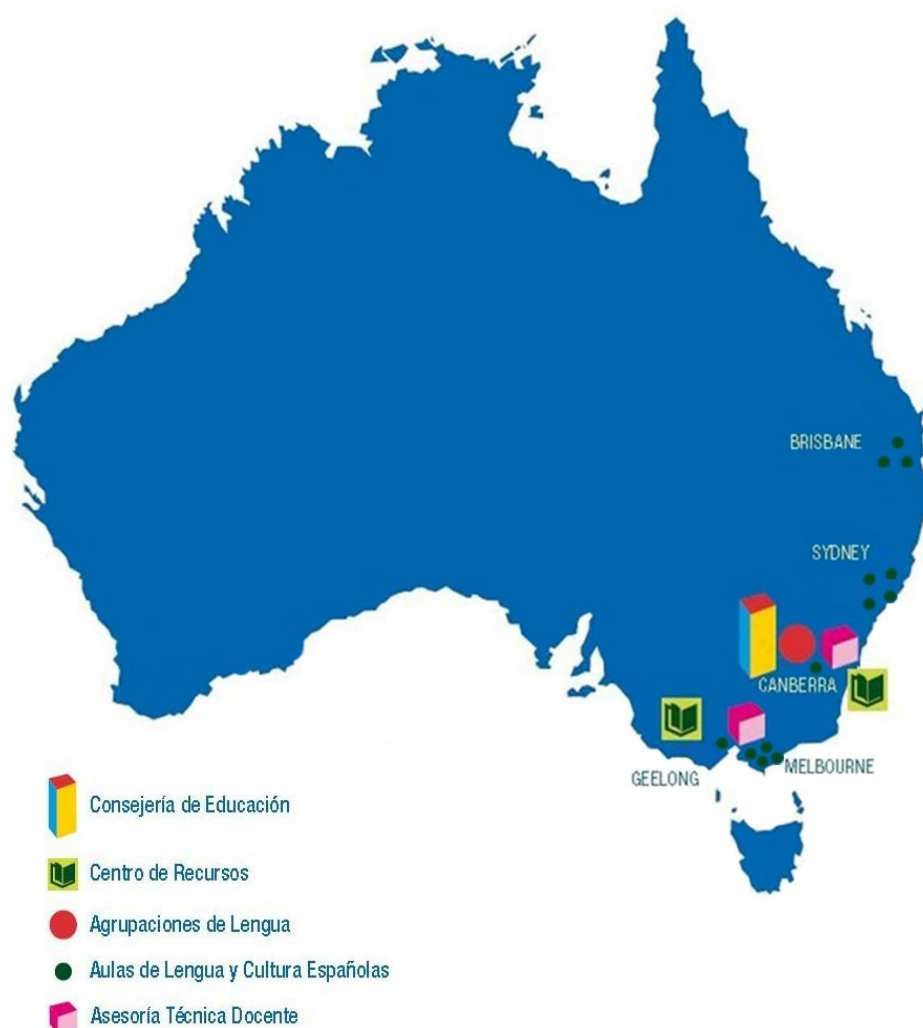 BRISBANE
SYDNEY
CANBERRA
GEELONG
MELBOURNE
Consejería de Educación
Centro de Recursos
Agrupaciones de Lengua
Aulas de Lengua y Cultura Españolas
Asesoría Técnica Docente